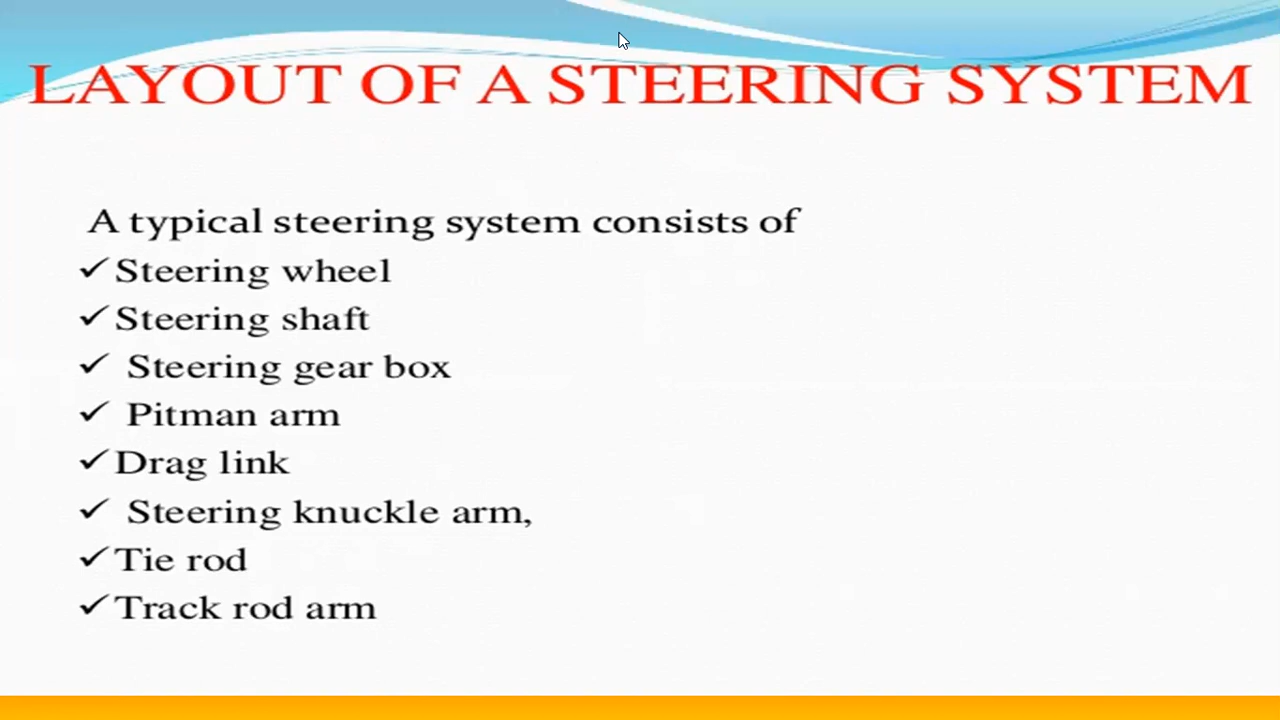 LAYOUT OF A STEERING SYSTEM
A typical steering system consists of
✓Steering wheel
✓Steering shaft
✓ Steering gear box
✓ Pitman arm
✓Drag link
✓ Steering knuckle arm,
✓Tie rod
✓Track rod arm